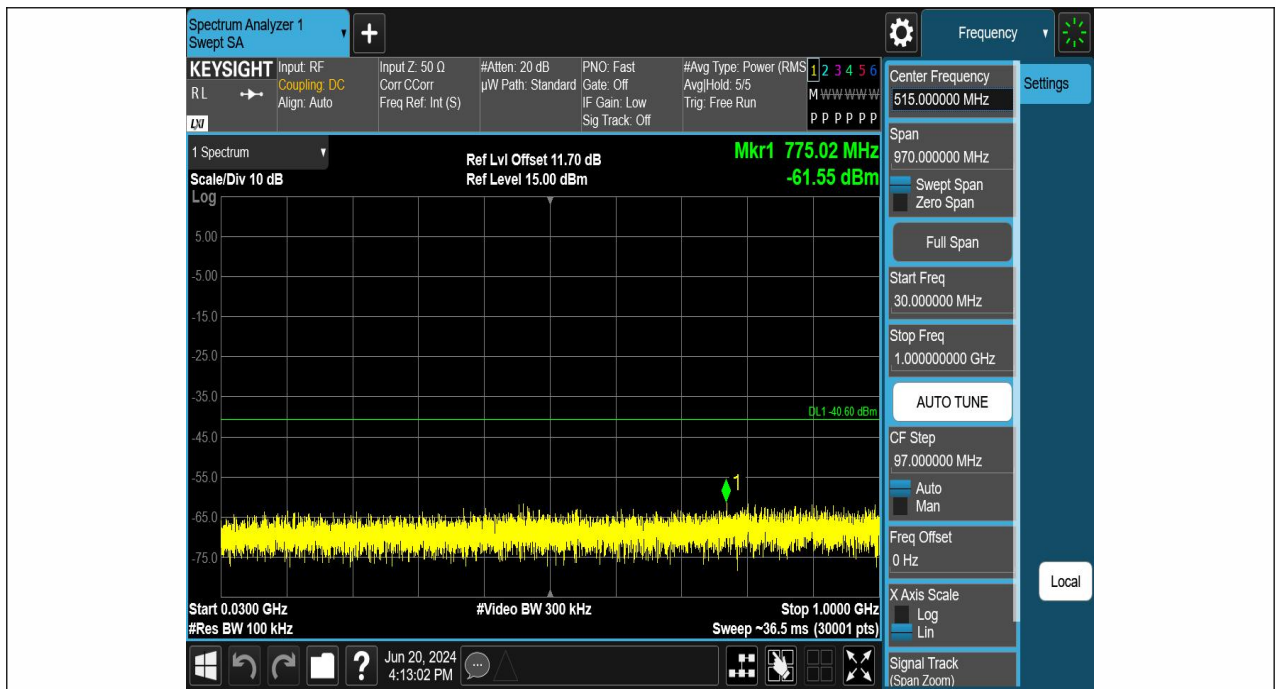 Spectrum Analyzer 1
Swept SA
+
Frequency
KEYSIGHT
RL
LXI
Input: RF
Coupling: DC
Align: Auto
Input Z: 50 Ω
Corr CCorr
Freq Ref: Int (S)
#Atten: 20 dB
µW Path: Standard
PNO: Fast
Gate: Off
IF Gain: Low
Sig Track: Off
#Avg Type: Power (RMS
Avg|Hold: 5/5
Trig: Free Run
1 2 3 4 5 6
M W W W W W
P P P P P P
1 Spectrum
Scale/Div 10 dB
Log
Ref Lvl Offset 11.70 dB
Ref Level 15.00 dBm
Mkr1 775.02 MHz
-61.55 dBm
5.00
-5.00
-15.0
-25.0
-35.0
DL1 -40.60 dBm
-45.0
-55.0
1
-65.0
-75.0
Start 0.0300 GHz
#Video BW 300 kHz
Stop 1.0000 GHz
#Res BW 100 kHz
Sweep ~36.5 ms (30001 pts)
Center Frequency
515.000000 MHz
Settings
Span
970.000000 MHz
Swept Span
Zero Span
Full Span
Start Freq
30.000000 MHz
Stop Freq
1.000000000 GHz
AUTO TUNE
CF Step
97.000000 MHz
Auto
Man
Freq Offset
0 Hz
Local
X Axis Scale
Log
Lin
Signal Track
(Span Zoom)
?
Jun 20, 2024
4:13:02 PM